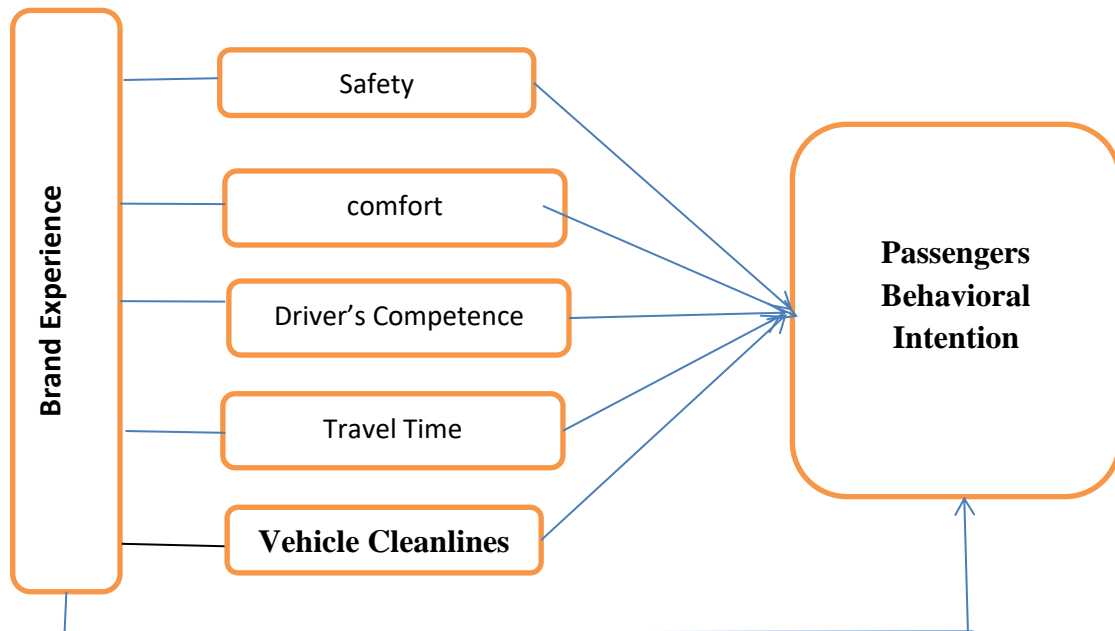 Brand Experience
Safety
comfort
Driver’s Competence
Travel Time
Vehicle Cleanlines
Passengers
Behavioral
Intention